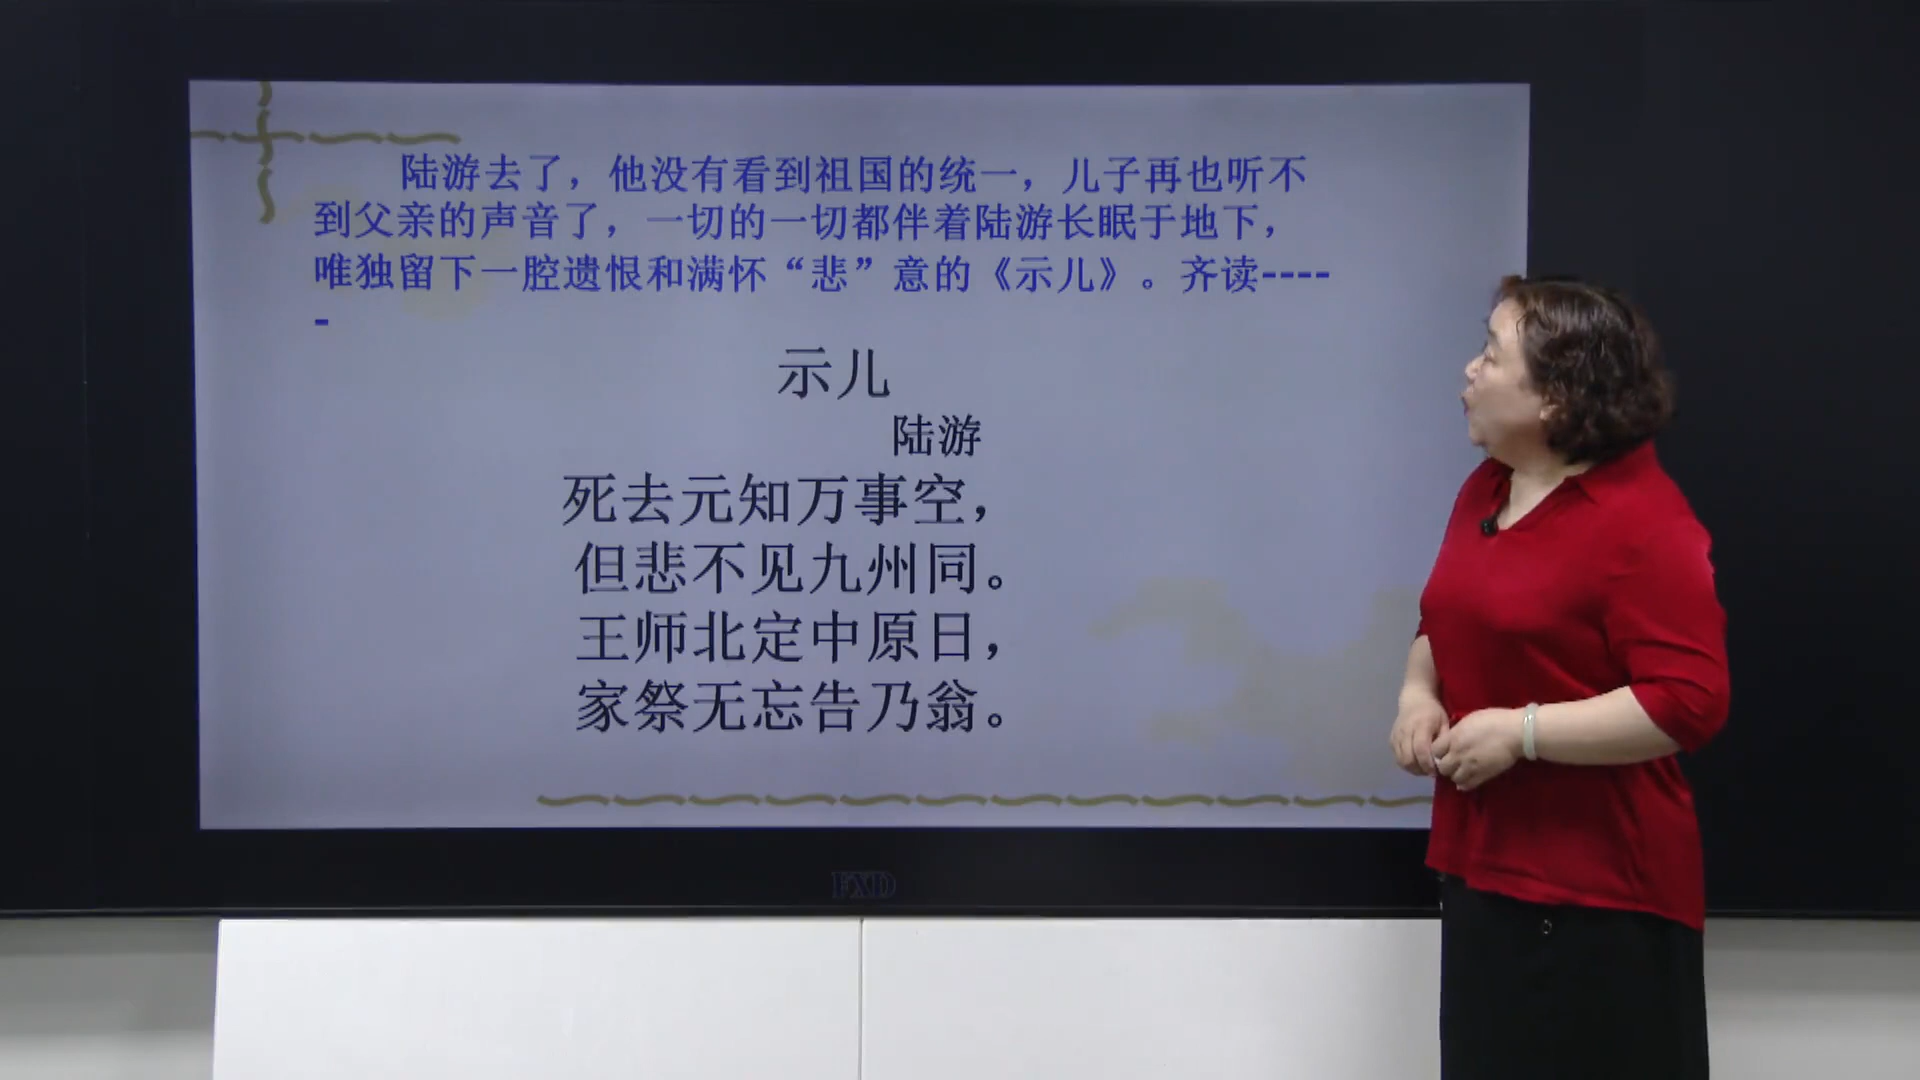 陆游去了，他没有看到祖国的统一，儿子再也听不
到父亲的声音了，一切的一切都伴着陆游长眠于地下，
唯独留下一腔遗恨和满怀“悲”意的《示儿》。齐读----
-
示儿
陆游
死去元知万事空，
但悲不见九州同。
王师北定中原日，
家祭无忘告乃翁。
FXD